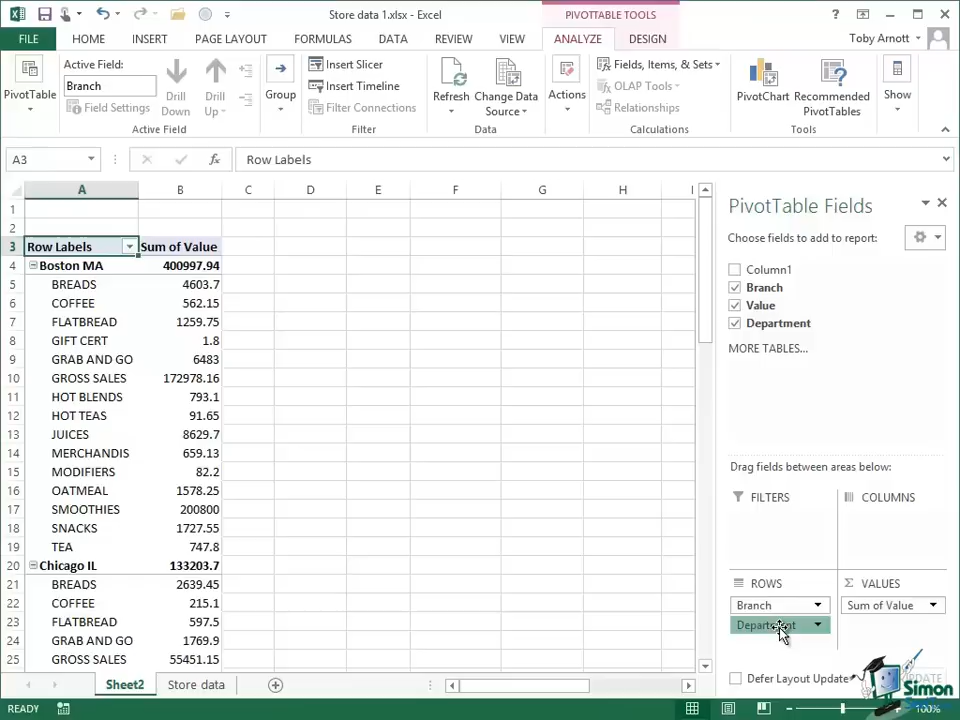 Store data 1.xlsx - Excel
PIVOTTABLE TOOLS
FILE HOME INSERT PAGE LAYOUT FORMULAS DATA REVIEW VIEW ANALYZE DESIGN
Toby Arnott
PivotTable
Active Field:
Branch
Field Settings
Drill Down
Drill Up
Active Field
Group
Insert Slicer
Insert Timeline
Filter Connections
Filter
Refresh
Change Data Source
Data
Actions
Fields, Items, & Sets
OLAP Tools
Relationships
Calculations
PivotChart
Recommended PivotTables
Tools
Show
A3
fx
Row Labels
A B C D E F G H I
1
2
3 Row Labels Sum of Value
4 Boston MA 400997.94
5 BREADS 4603.7
6 COFFEE 562.15
7 FLATBREAD 1259.75
8 GIFT CERT 1.8
9 GRAB AND GO 6483
10 GROSS SALES 172978.16
11 HOT BLENDS 793.1
12 HOT TEAS 91.65
13 JUICES 8629.7
14 MERCHANDIS 659.13
15 MODIFIERS 82.2
16 OATMEAL 1578.25
17 SMOOTHIES 200800
18 SNACKS 1727.55
19 TEA 747.8
20 Chicago IL 133203.7
21 BREADS 2639.45
22 COFFEE 215.1
23 FLATBREAD 597.5
24 GRAB AND GO 1769.9
25 GROSS SALES 55451.15
PivotTable Fields
Choose fields to add to report:
Column1
Branch
Value
Department
MORE TABLES...
Drag fields between areas below:
FILTERS
COLUMNS
ROWS
Σ VALUES
Branch
Sum of Value
Department
Defer Layout Update
Simon
Sheet2 Store data
READY
100%